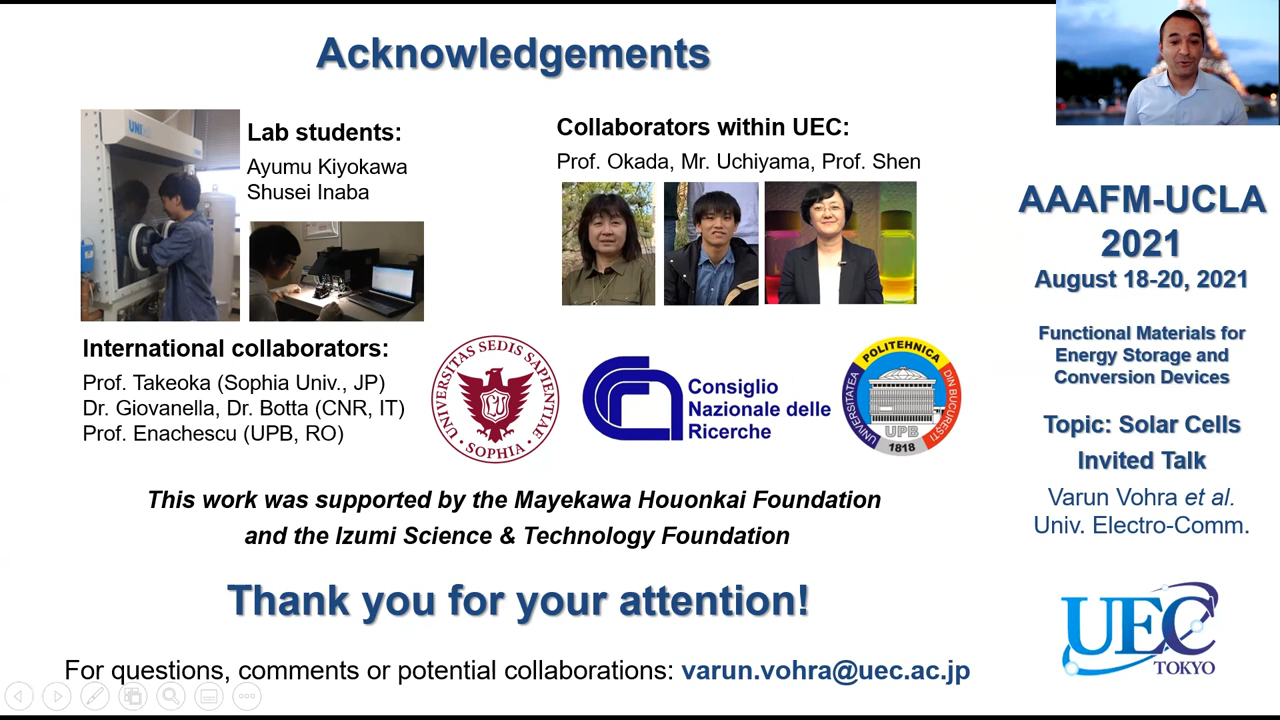 Acknowledgements
UNI
Lab students:
Ayumu Kiyokawa
Shusei Inaba
Collaborators within UEC:
Prof. Okada, Mr. Uchiyama, Prof. Shen
International collaborators:
Prof. Takeoka (Sophia Univ., JP)
Dr. Giovanella, Dr. Botta (CNR, IT)
Prof. Enachescu (UPB, RO)
UNIVERSITAS SEDIS SAPIENTIAE
SOPHIA
Consiglio
Nazionale delle
Ricerche
UNIVERSITATEA
POLITEHNICA
DIN BUCUREȘTI
UPB
1818
This work was supported by the Mayekawa Houonkai Foundation
and the Izumi Science & Technology Foundation
Thank you for your attention!
For questions, comments or potential collaborations: varun.vohra@uec.ac.jp
AAAFM-UCLA
2021
August 18-20, 2021
Functional Materials for
Energy Storage and
Conversion Devices
Topic: Solar Cells
Invited Talk
Varun Vohra et al.
Univ. Electro-Comm.
UEC
TOKYO